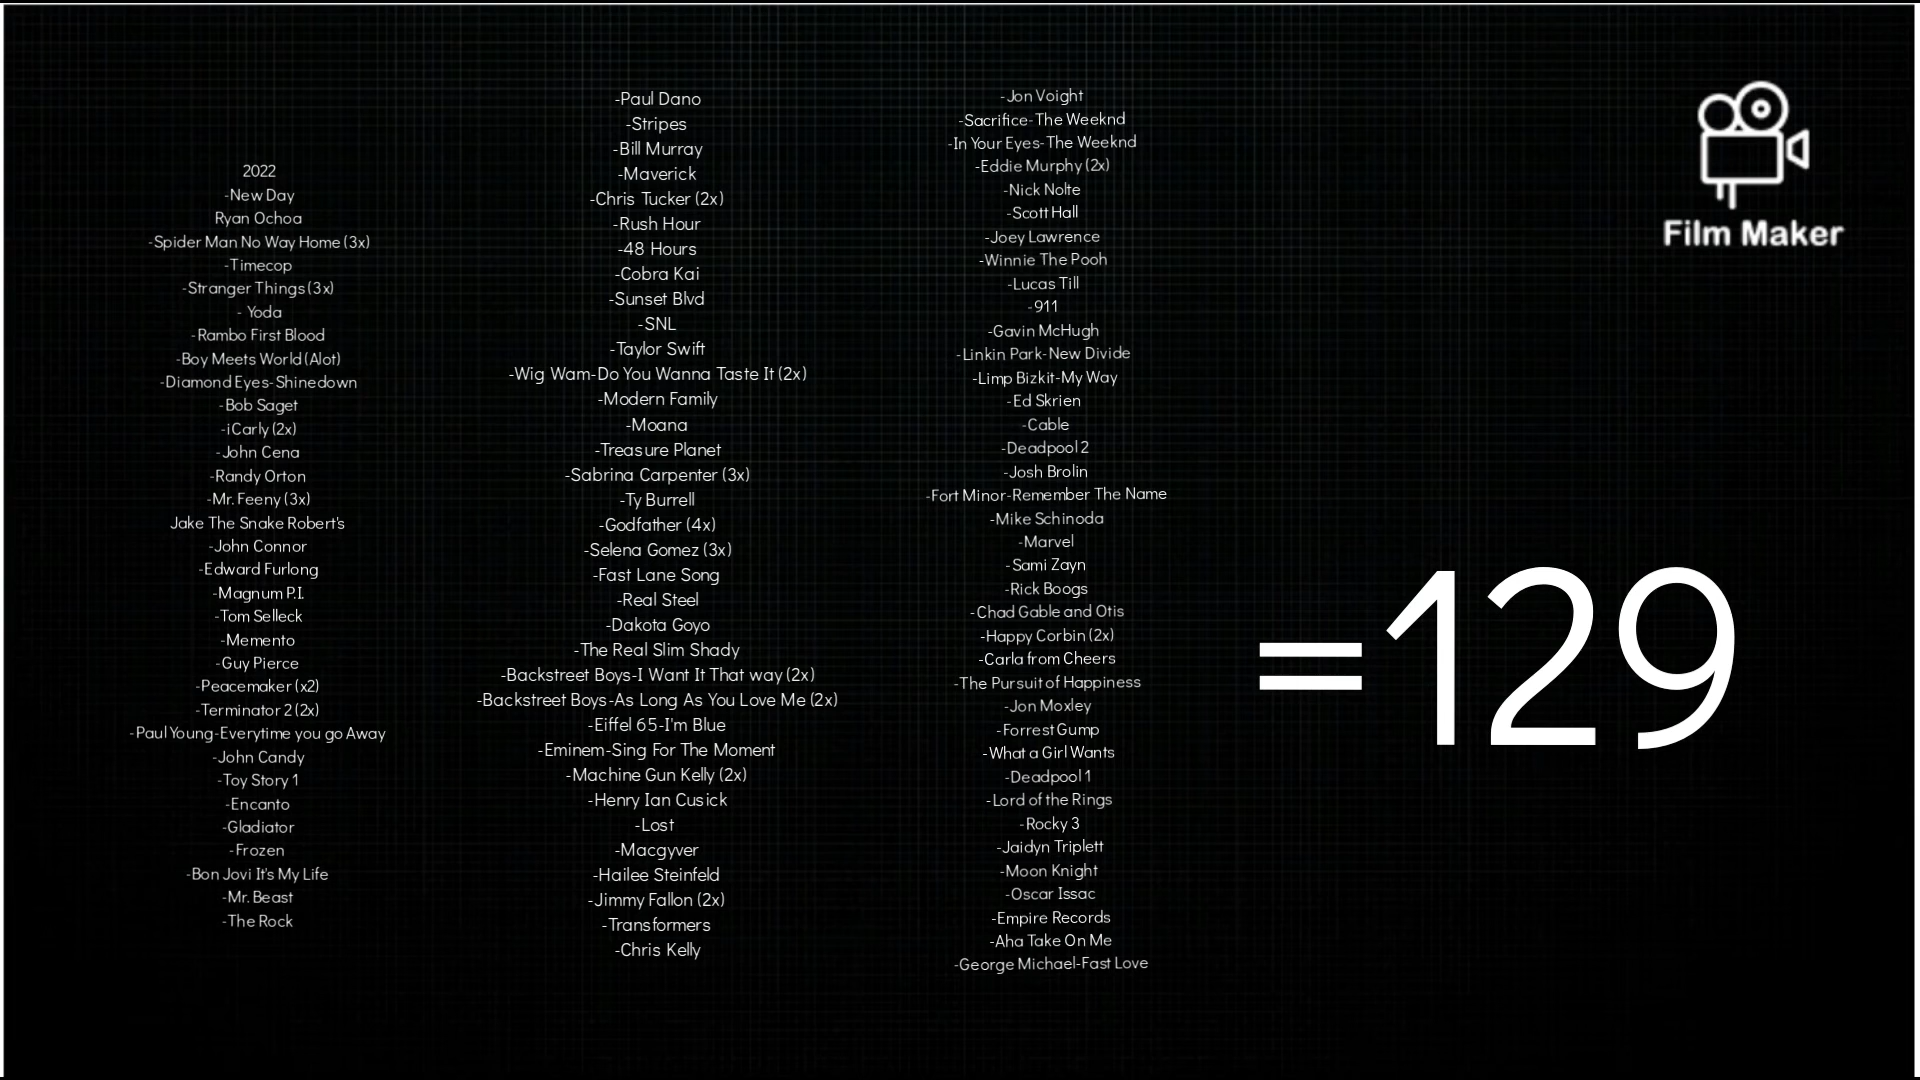 2022
-New Day
Ryan Ochoa
-Spider Man No Way Home (3x)
-Timecop
-Stranger Things (3x)
- Yoda
-Rambo First Blood
-Boy Meets World (Alot)
-Diamond Eyes-Shinedown
-Bob Saget
-iCarly (2x)
-John Cena
-Randy Orton
-Mr. Feeny (3x)
Jake The Snake Robert's
-John Connor
-Edward Furlong
-Magnum P.I.
-Tom Selleck
-Memento
-Guy Pierce
-Peacemaker (x2)
-Terminator 2 (2x)
-Paul Young-Everytime you go Away
-John Candy
-Toy Story 1
-Encanto
-Gladiator
-Frozen
-Bon Jovi It's My Life
-Mr. Beast
-The Rock
-Paul Dano
-Stripes
-Bill Murray
-Maverick
-Chris Tucker (2x)
-Rush Hour
-48 Hours
-Cobra Kai
-Sunset Blvd
-SNL
-Taylor Swift
-Wig Wam-Do You Wanna Taste It (2x)
-Modern Family
-Moana
-Treasure Planet
-Sabrina Carpenter (3x)
-Ty Burrell
-Godfather (4x)
-Selena Gomez (3x)
-Fast Lane Song
-Real Steel
-Dakota Goyo
-The Real Slim Shady
-Backstreet Boys-I Want It That way (2x)
-Backstreet Boys-As Long As You Love Me (2x)
-Eiffel 65-I'm Blue
-Eminem-Sing For The Moment
-Machine Gun Kelly (2x)
-Henry Ian Cusick
-Lost
-Macgyver
-Hailee Steinfeld
-Jimmy Fallon (2x)
-Transformers
-Chris Kelly
-Jon Voight
-Sacrifice-The Weeknd
-In Your Eyes-The Weeknd
-Eddie Murphy (2x)
-Nick Nolte
-Scott Hall
-Joey Lawrence
-Winnie The Pooh
-Lucas Till
-911
-Gavin McHugh
-Linkin Park-New Divide
-Limp Bizkit-My Way
-Ed Skrien
-Cable
-Deadpool 2
-Josh Brolin
-Fort Minor-Remember The Name
-Mike Schinoda
-Marvel
-Sami Zayn
-Rick Boogs
-Chad Gable and Otis
-Happy Corbin (2x)
-Carla from Cheers
-The Pursuit of Happiness
-Jon Moxley
-Forrest Gump
-What a Girl Wants
-Deadpool 1
-Lord of the Rings
-Rocky 3
-Jaidyn Triplett
-Moon Knight
-Oscar Issac
-Empire Records
-Aha Take On Me
-George Michael-Fast Love
=129
Film Maker